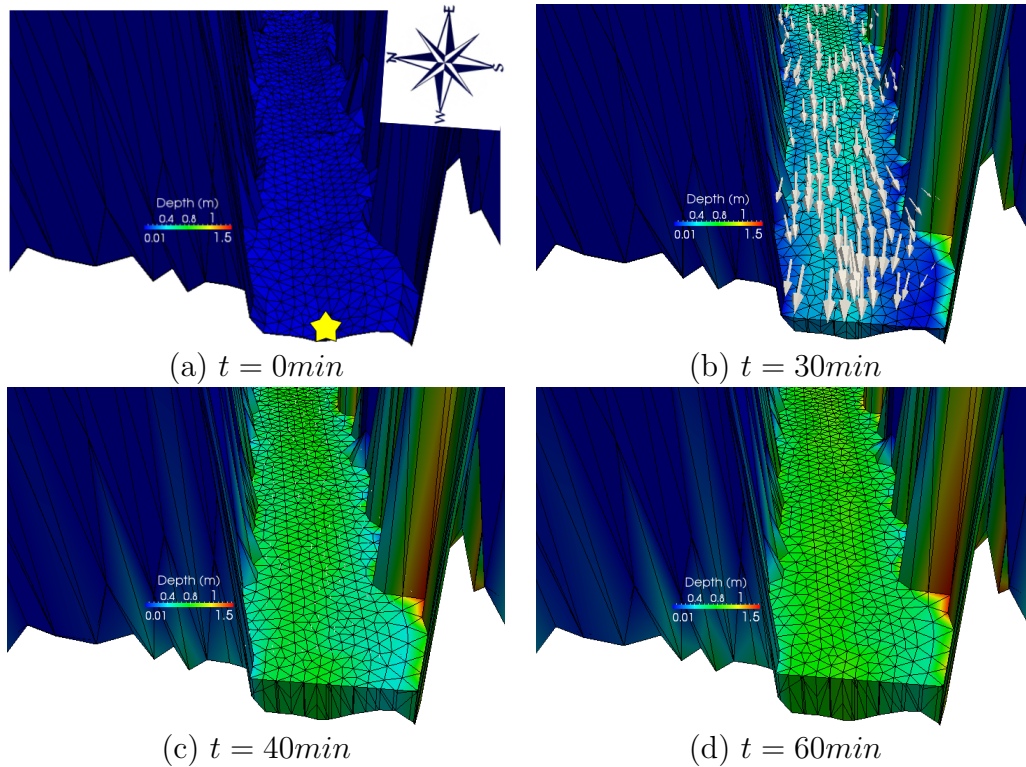 E
N
S
W
Depth (m)
0.4 0.8 1
0.01 1.5
(a) t = 0min
Depth (m)
0.4 0.8 1
0.01 1.5
(b) t = 30min
Depth (m)
0.4 0.8 1
0.01 1.5
(c) t = 40min
Depth (m)
0.4 0.8 1
0.01 1.5
(d) t = 60min